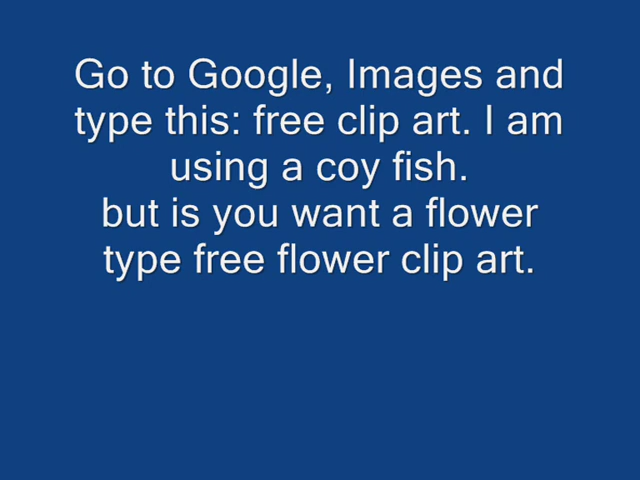 Go to Google, Images and
type this: free clip art. I am
using a coy fish.
but is you want a flower
type free flower clip art.